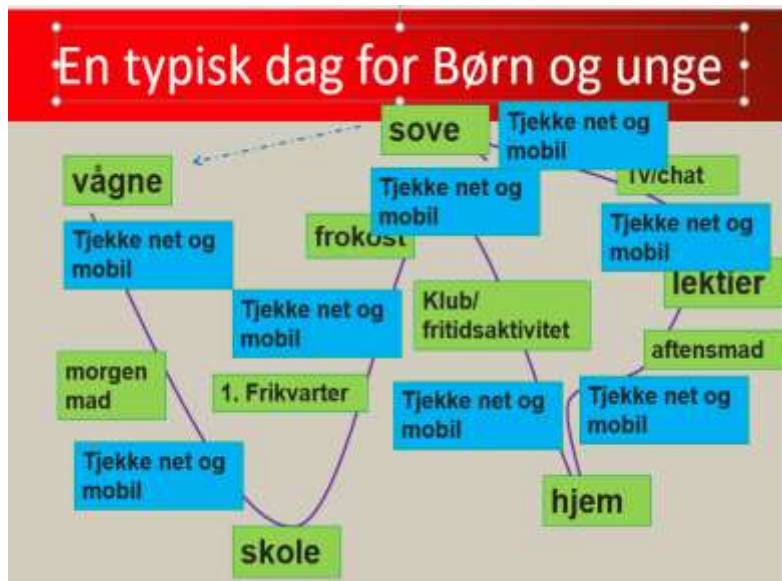 En typisk dag for Børn og unge
sove
Tjekke net og
mobil
vågne
Tjekke net og
mobil
TV/chat
Tjekke net og
mobil
frokost
Tjekke net og
mobil
lektier
Tjekke net og
mobil
Klub/
fritidsaktivitet
aftensmad
morgen
mad
1. Frikvarter
Tjekke net og
mobil
Tjekke net og
mobil
Tjekke net og
mobil
hjem
skole